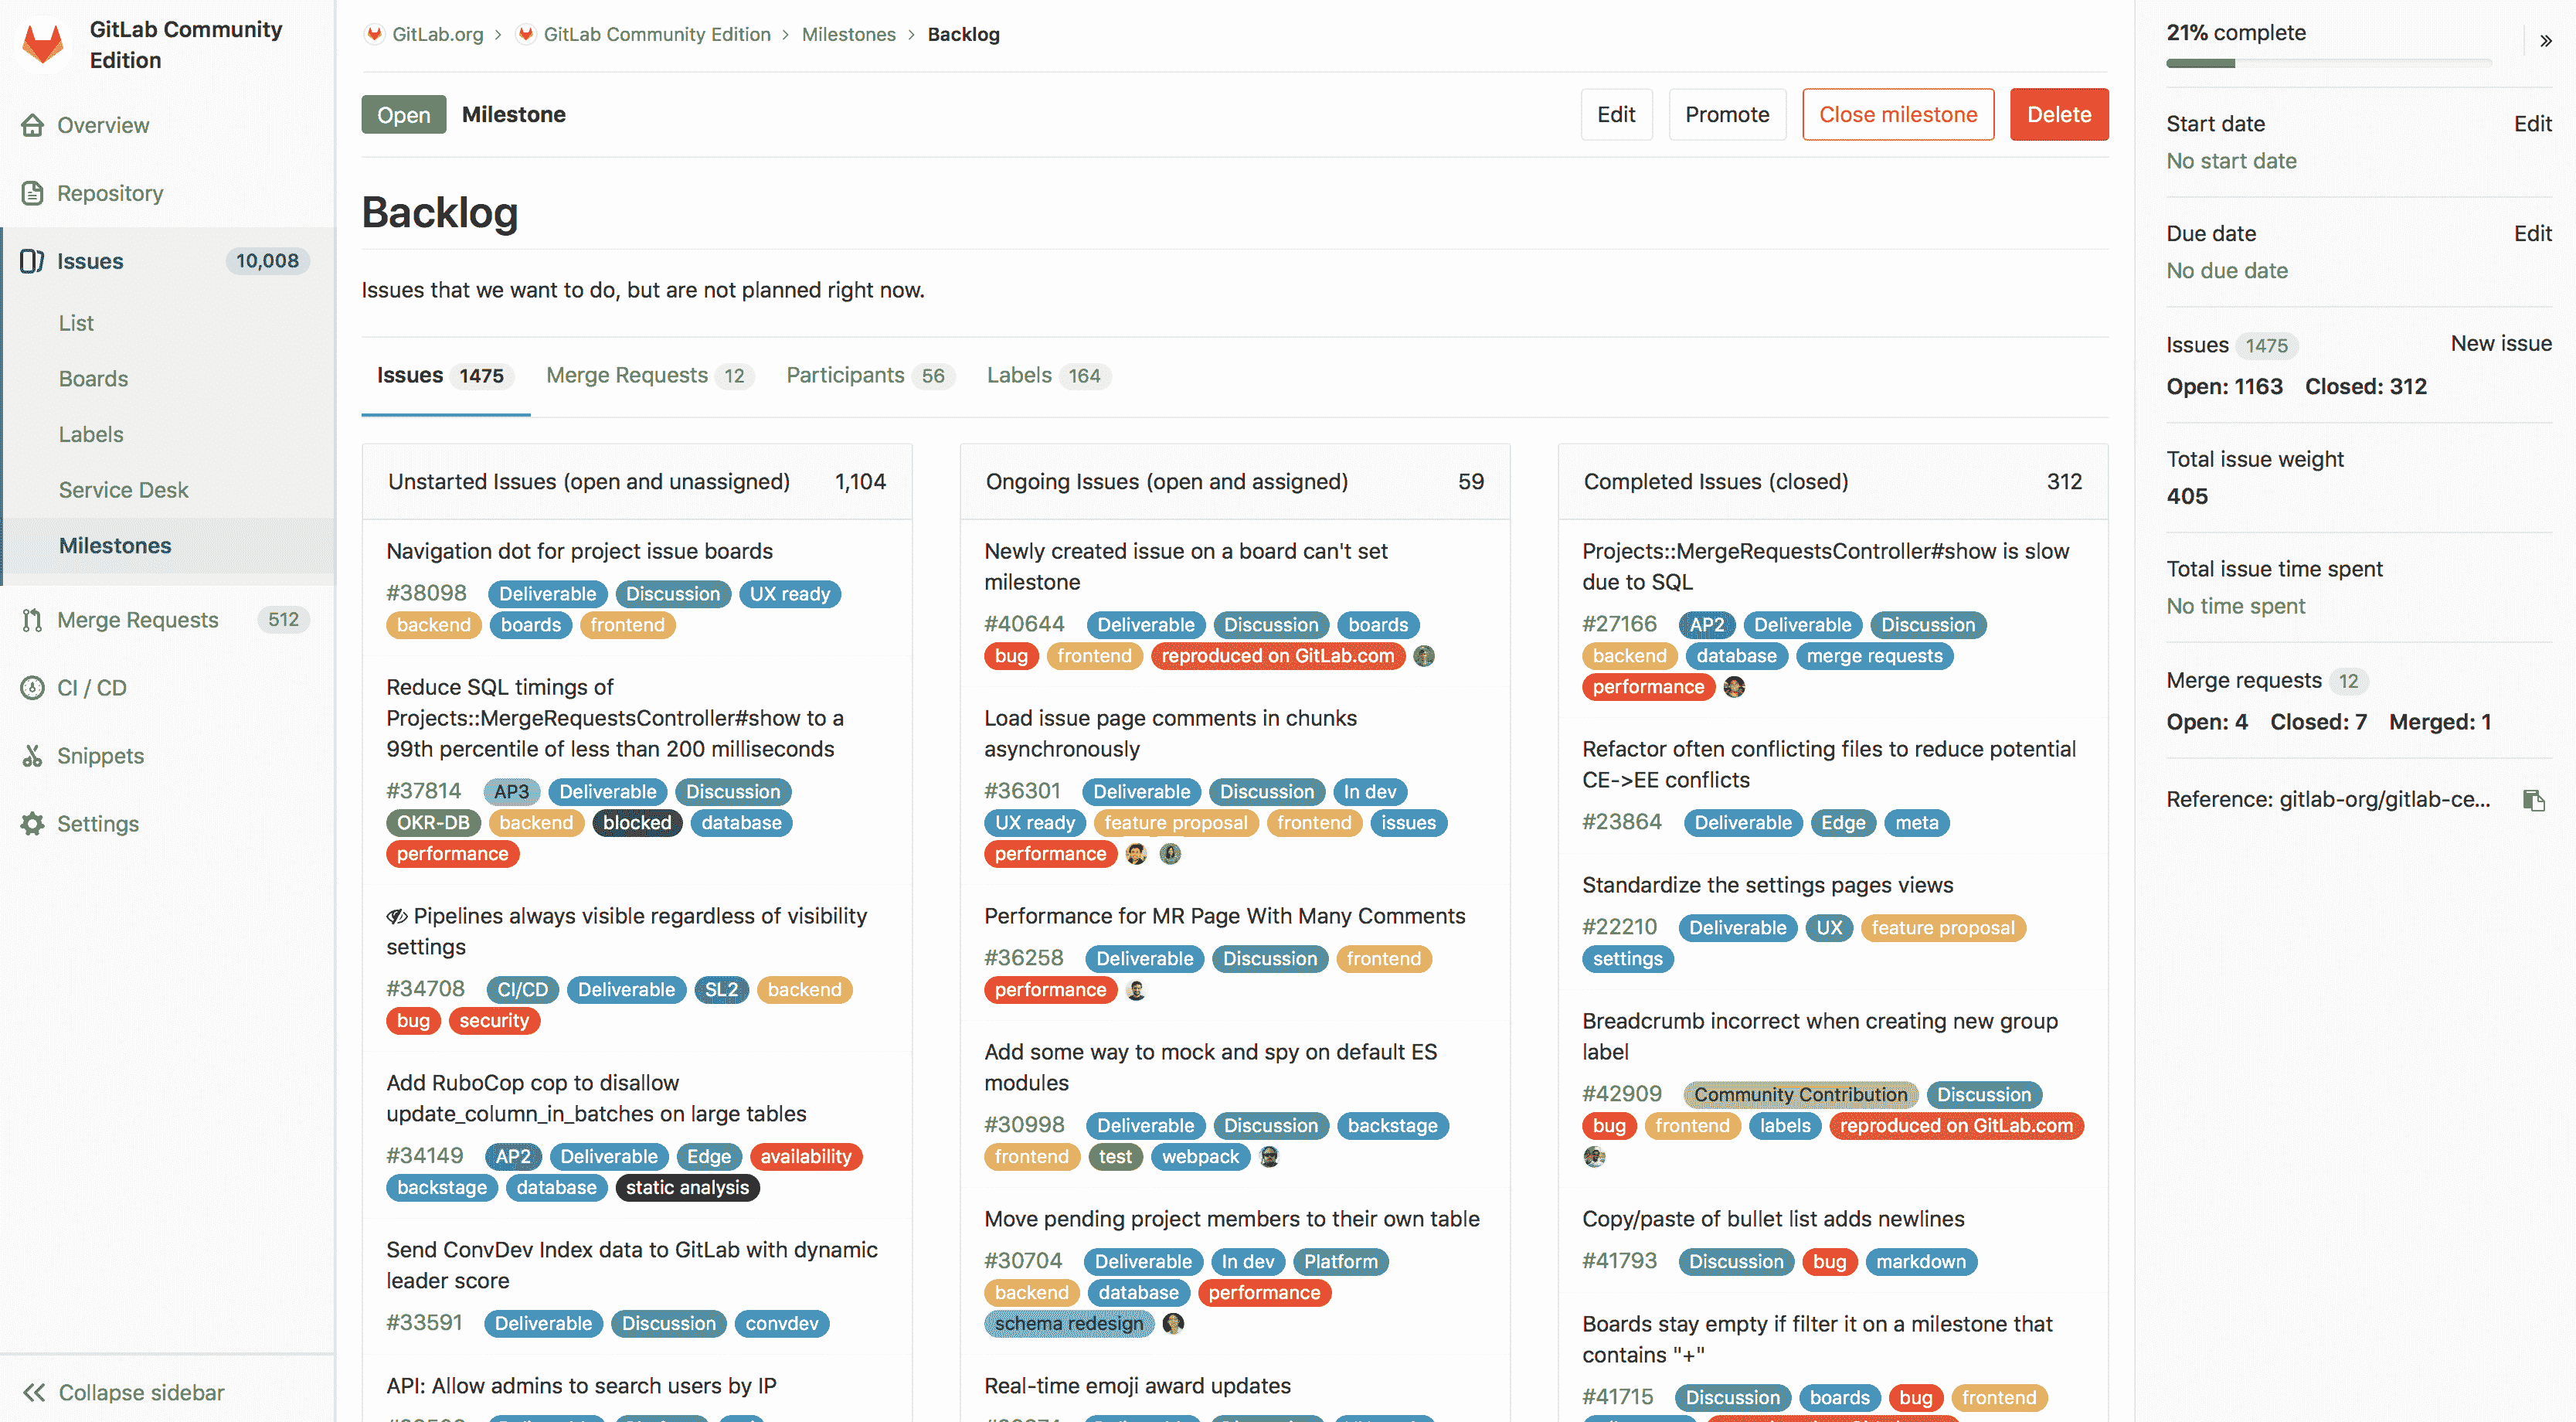 GitLab Community
Edition
Overview
Repository
Issues 10,008
List
Boards
Labels
Service Desk
Milestones
Merge Requests 512
CI / CD
Snippets
Settings
Collapse sidebar
GitLab.org > GitLab Community Edition > Milestones > Backlog
Open Milestone Edit Promote Close milestone Delete
Backlog
Issues that we want to do, but are not planned right now.
Issues 1475 Merge Requests 12 Participants 56 Labels 164
Unstarted Issues (open and unassigned) 1,104
Navigation dot for project issue boards
#38098 Deliverable Discussion UX ready
backend boards frontend
Reduce SQL timings of
Projects::MergeRequestsController#show to a
99th percentile of less than 200 milliseconds
#37814 AP3 Deliverable Discussion
OKR-DB backend blocked database
performance
Pipelines always visible regardless of visibility
settings
#34708 CI/CD Deliverable SL2 backend
bug security
Add RuboCop cop to disallow
update_column_in_batches on large tables
#34149 AP2 Deliverable Edge availability
backstage database static analysis
Send ConvDev Index data to GitLab with dynamic
leader score
#33591 Deliverable Discussion convdev
API: Allow admins to search users by IP
Ongoing Issues (open and assigned) 59
Newly created issue on a board can't set
milestone
#40644 Deliverable Discussion boards
bug frontend reproduced on GitLab.com
Load issue page comments in chunks
asynchronously
#36301 Deliverable Discussion In dev
UX ready feature proposal frontend issues
performance
Performance for MR Page With Many Comments
#36258 Deliverable Discussion frontend
performance
Add some way to mock and spy on default ES
modules
#30998 Deliverable Discussion backstage
frontend test webpack
Move pending project members to their own table
#30704 Deliverable In dev Platform
backend database performance
schema redesign
Real-time emoji award updates
Completed Issues (closed) 312
Projects::MergeRequestsController#show is slow
due to SQL
#27166 AP2 Deliverable Discussion
backend database merge requests
performance
Refactor often conflicting files to reduce potential
CE->EE conflicts
#23864 Deliverable Edge meta
Standardize the settings pages views
#22210 Deliverable UX feature proposal
settings
Breadcrumb incorrect when creating new group
label
#42909 Community Contribution Discussion
bug frontend labels reproduced on GitLab.com
Copy/paste of bullet list adds newlines
#41793 Discussion bug markdown
Boards stay empty if filter it on a milestone that
contains "+"
#41715 Discussion boards bug frontend
21% complete
Start date Edit
No start date
Due date Edit
No due date
Issues 1475 New issue
Open: 1163 Closed: 312
Total issue weight
405
Total issue time spent
No time spent
Merge requests 12
Open: 4 Closed: 7 Merged: 1
Reference: gitlab-org/gitlab-ce...